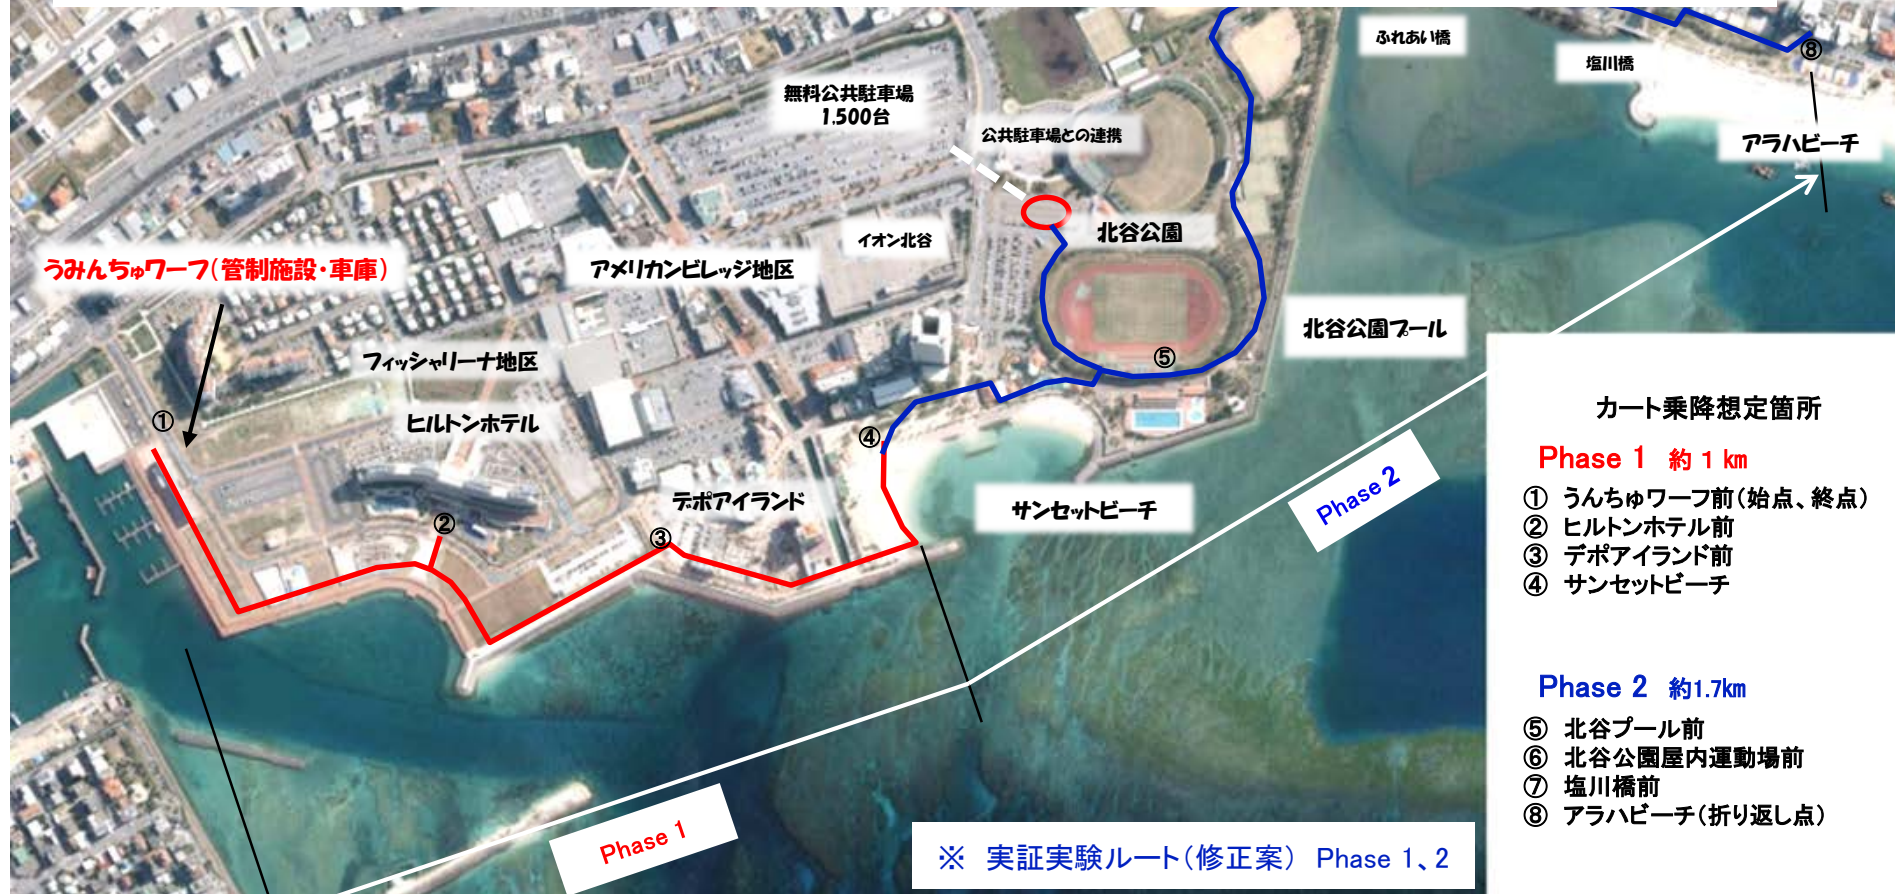 ふれあい橋
塩川橋
⑧
無料公共駐車場
1,500台
公共駐車場との連携
アラハビーチ
北谷公園
イオン北谷
うみんちゅワーフ(管制施設・車庫)
アメリカンビレッジ地区
北谷公園プール
フィッシャリーナ地区
⑤
①
ヒルトンホテル
④
デポアイランド
サンセットビーチ
②
③
Phase 2
Phase 1
カート乗降想定箇所
Phase 1 約 1 km
① うんちゅワーフ前(始点、終点)
② ヒルトンホテル前
③ デポアイランド前
④ サンセットビーチ
Phase 2 約1.7km
⑤ 北谷プール前
⑥ 北谷公園屋内運動場前
⑦ 塩川橋前
⑧ アラハビーチ(折り返し点)
※ 実証実験ルート(修正案) Phase 1、2